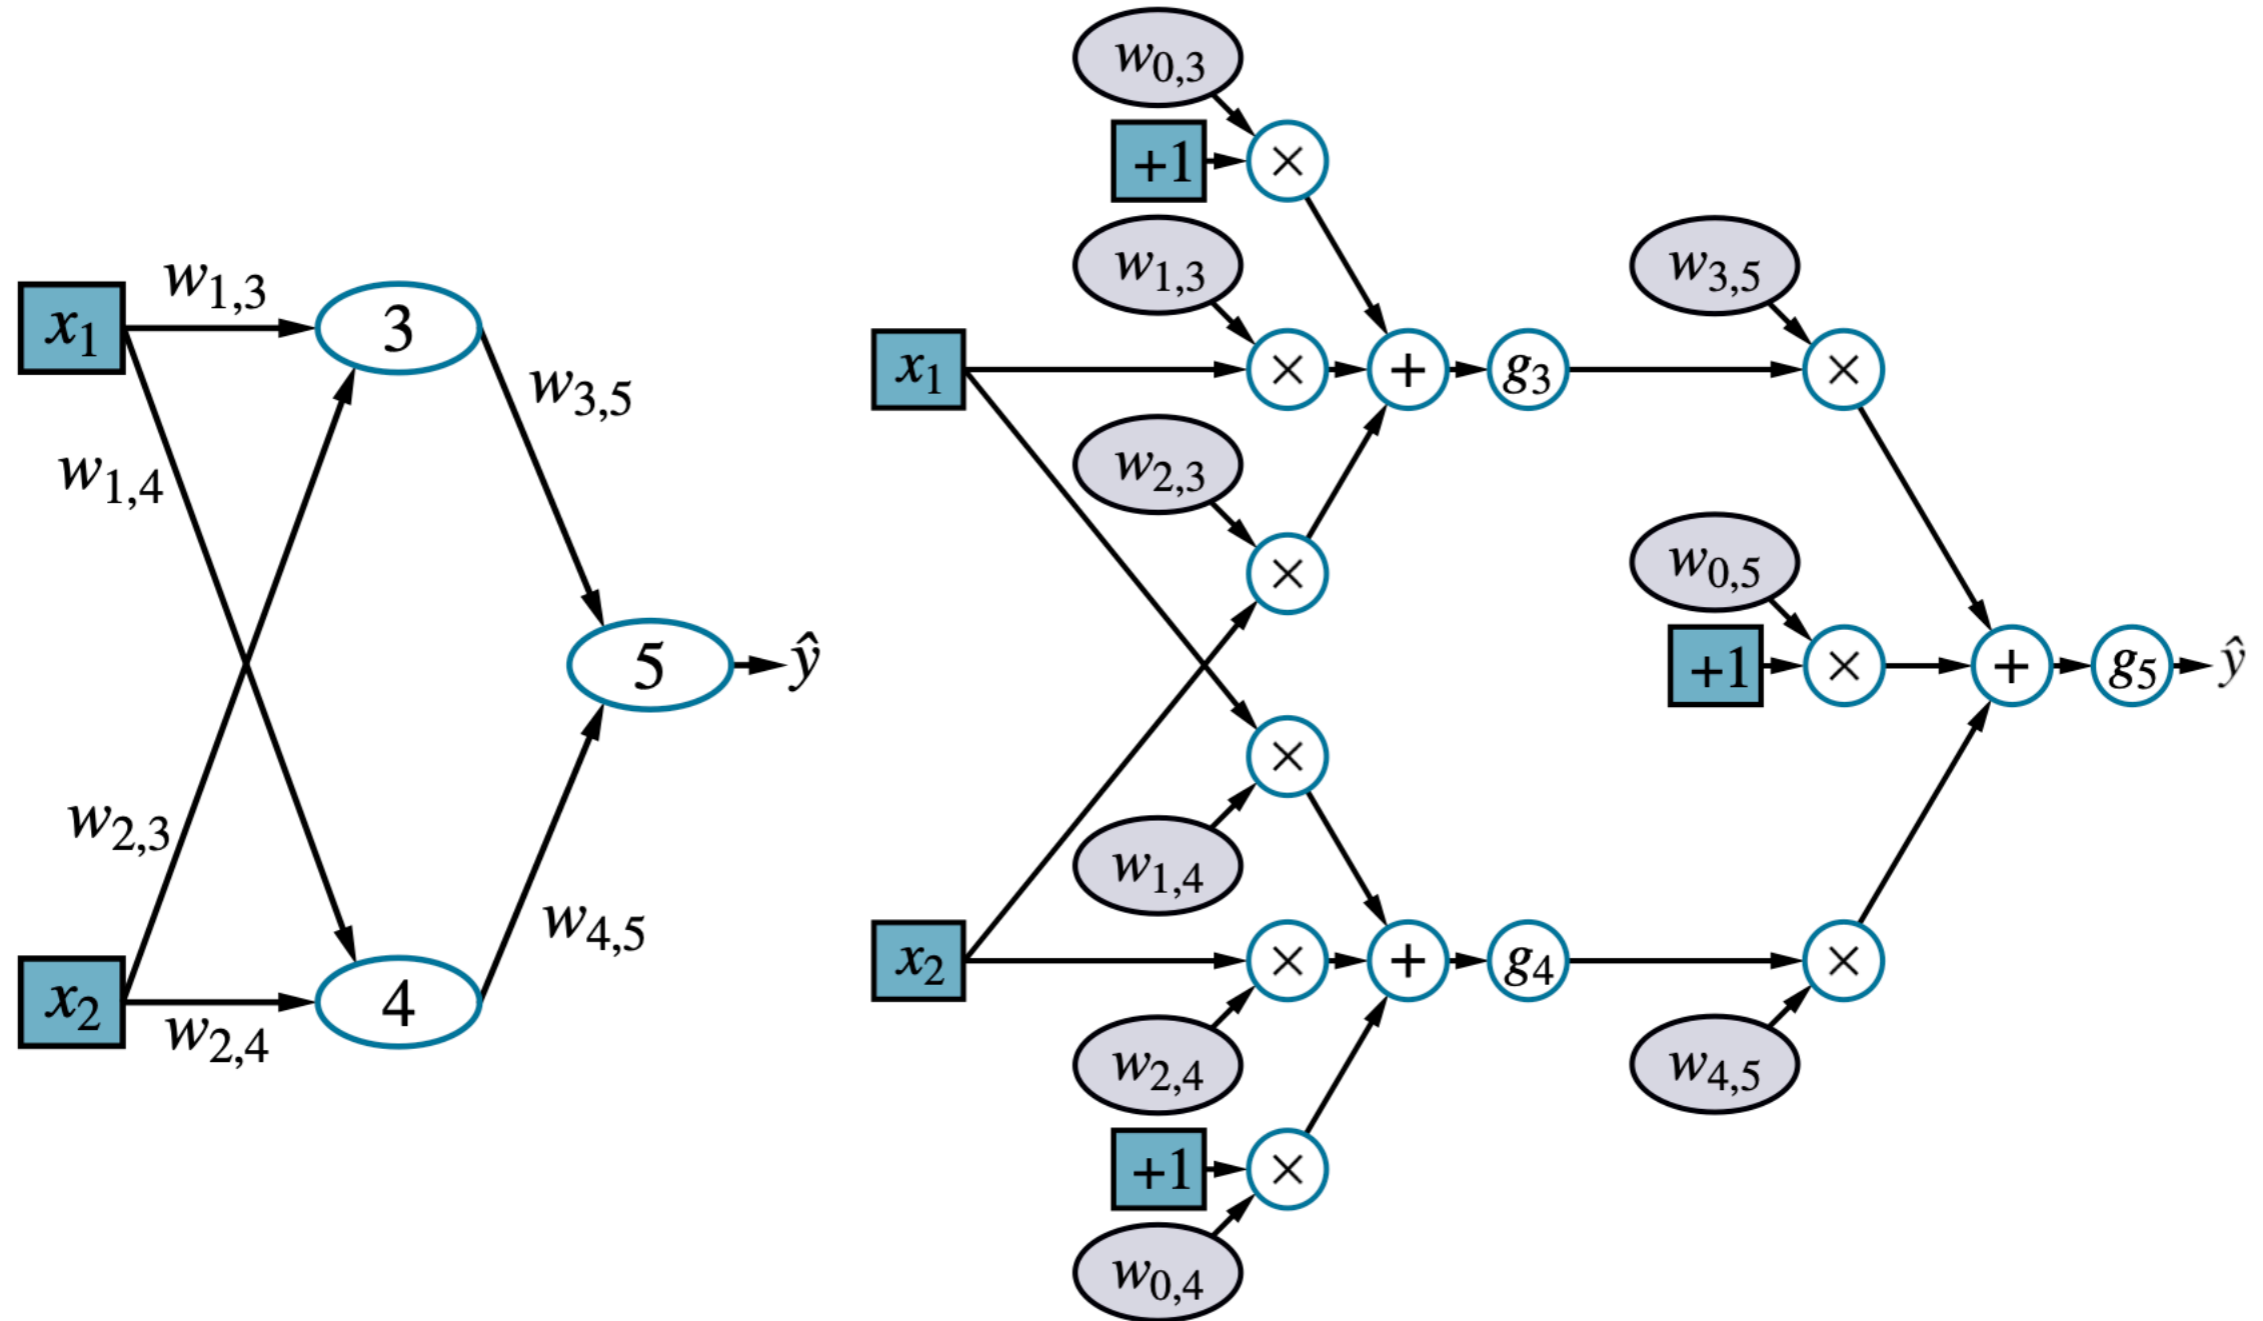 x₁
w₁,₃
3
w₁,₄
w₃,₅
5
ŷ
w₂,₃
w₄,₅
x₂
w₂,₄
4
w₀,₃
+1
×
w₁,₃
x₁
×
+
g₃
w₃,₅
×
w₂,₃
×
w₀,₅
+1
×
+
g₅
ŷ
×
w₁,₄
x₂
×
+
g₄
×
w₂,₄
w₄,₅
+1
×
w₀,₄